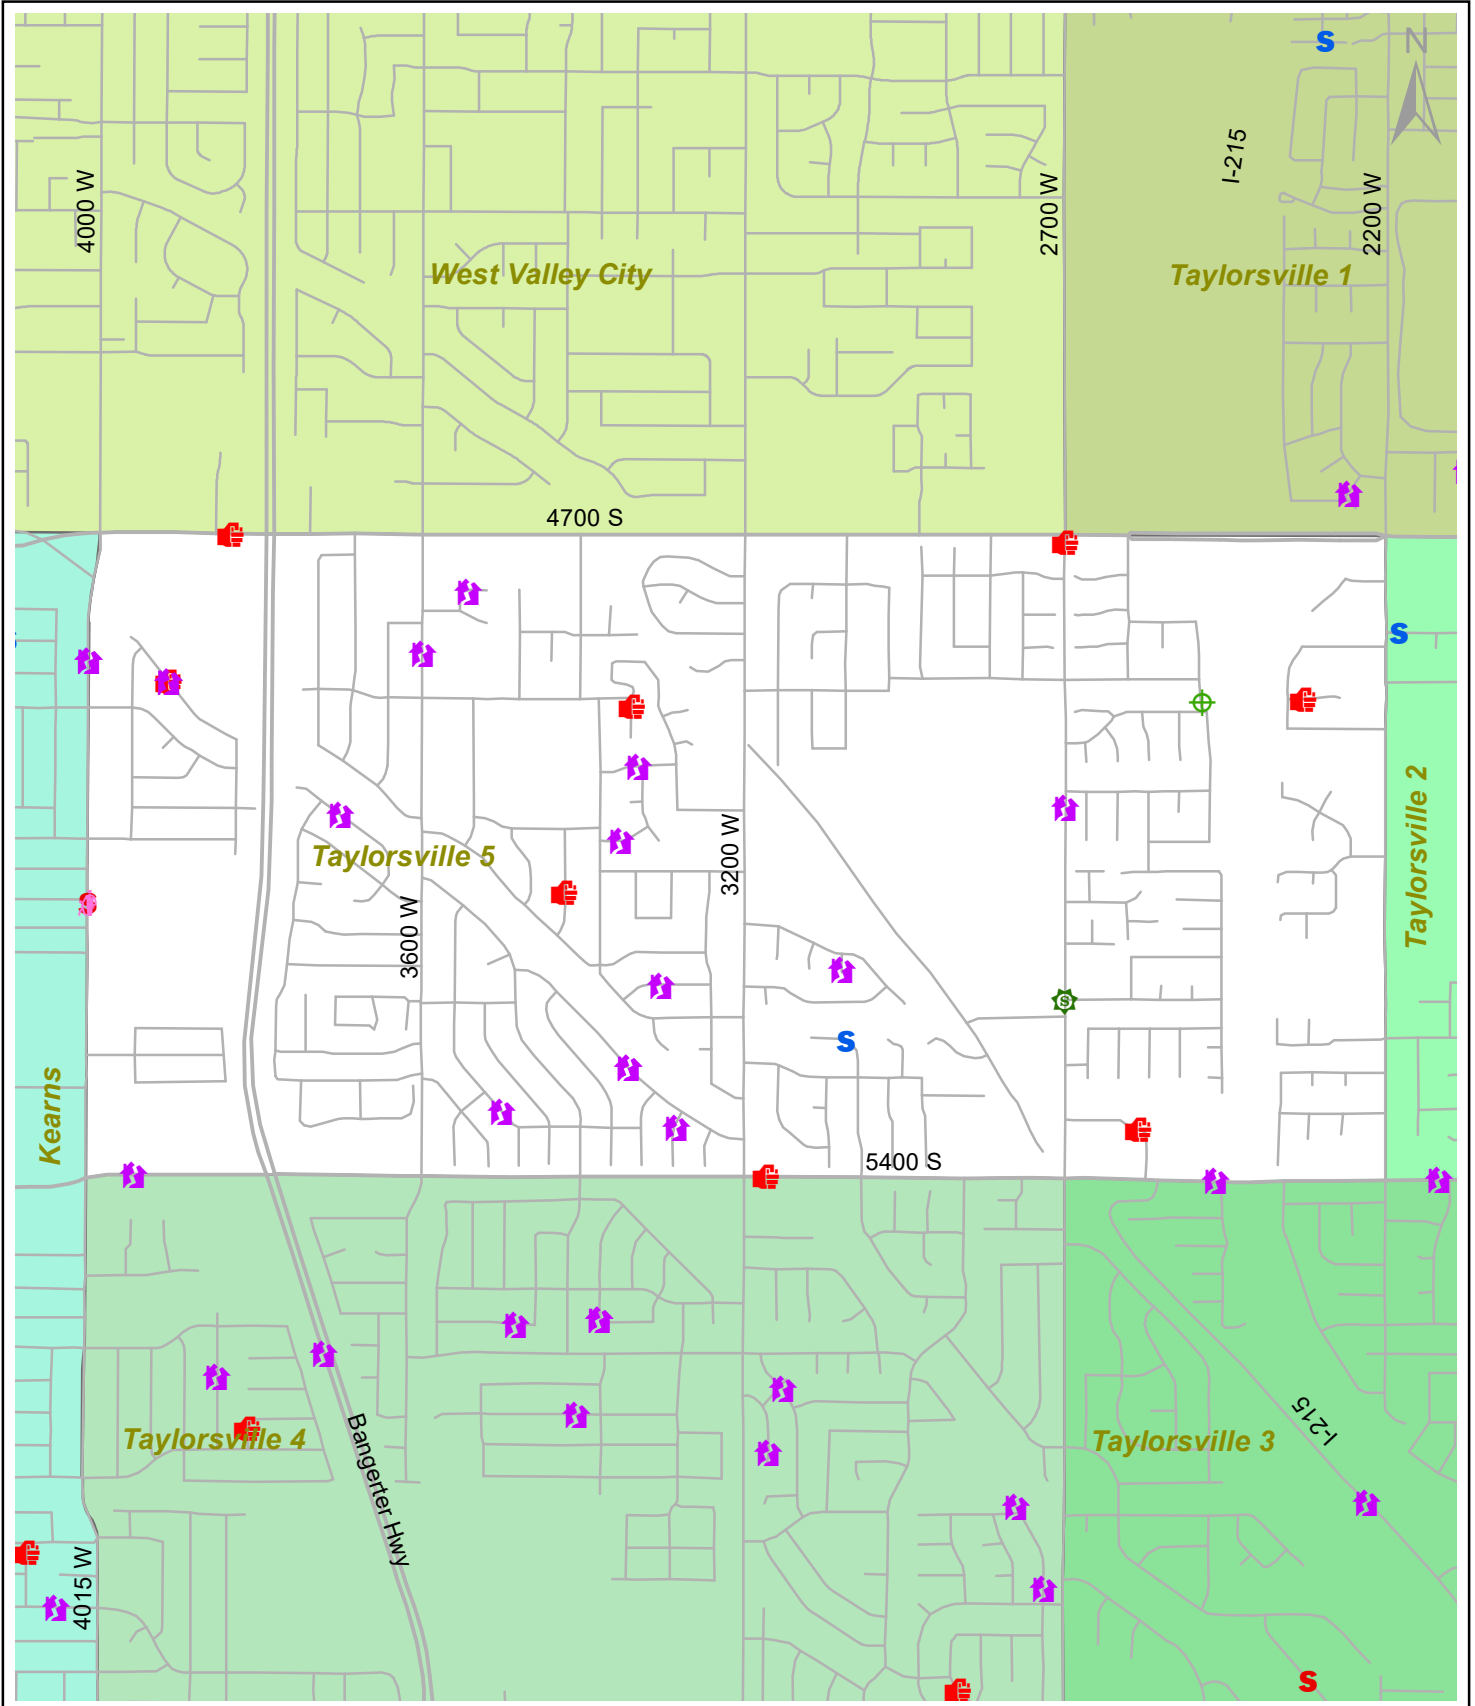 S
N
I-215
4000 W
2700 W
2200 W
West Valley City
Taylorsville 1
4700 S
S
Taylorsville 2
3200 W
Taylorsville 5
3600 W
S
S
S
Kearns
5400 S
I-215
Taylorsville 4
Taylorsville 3
Bangerter Hwy
4015 W
S